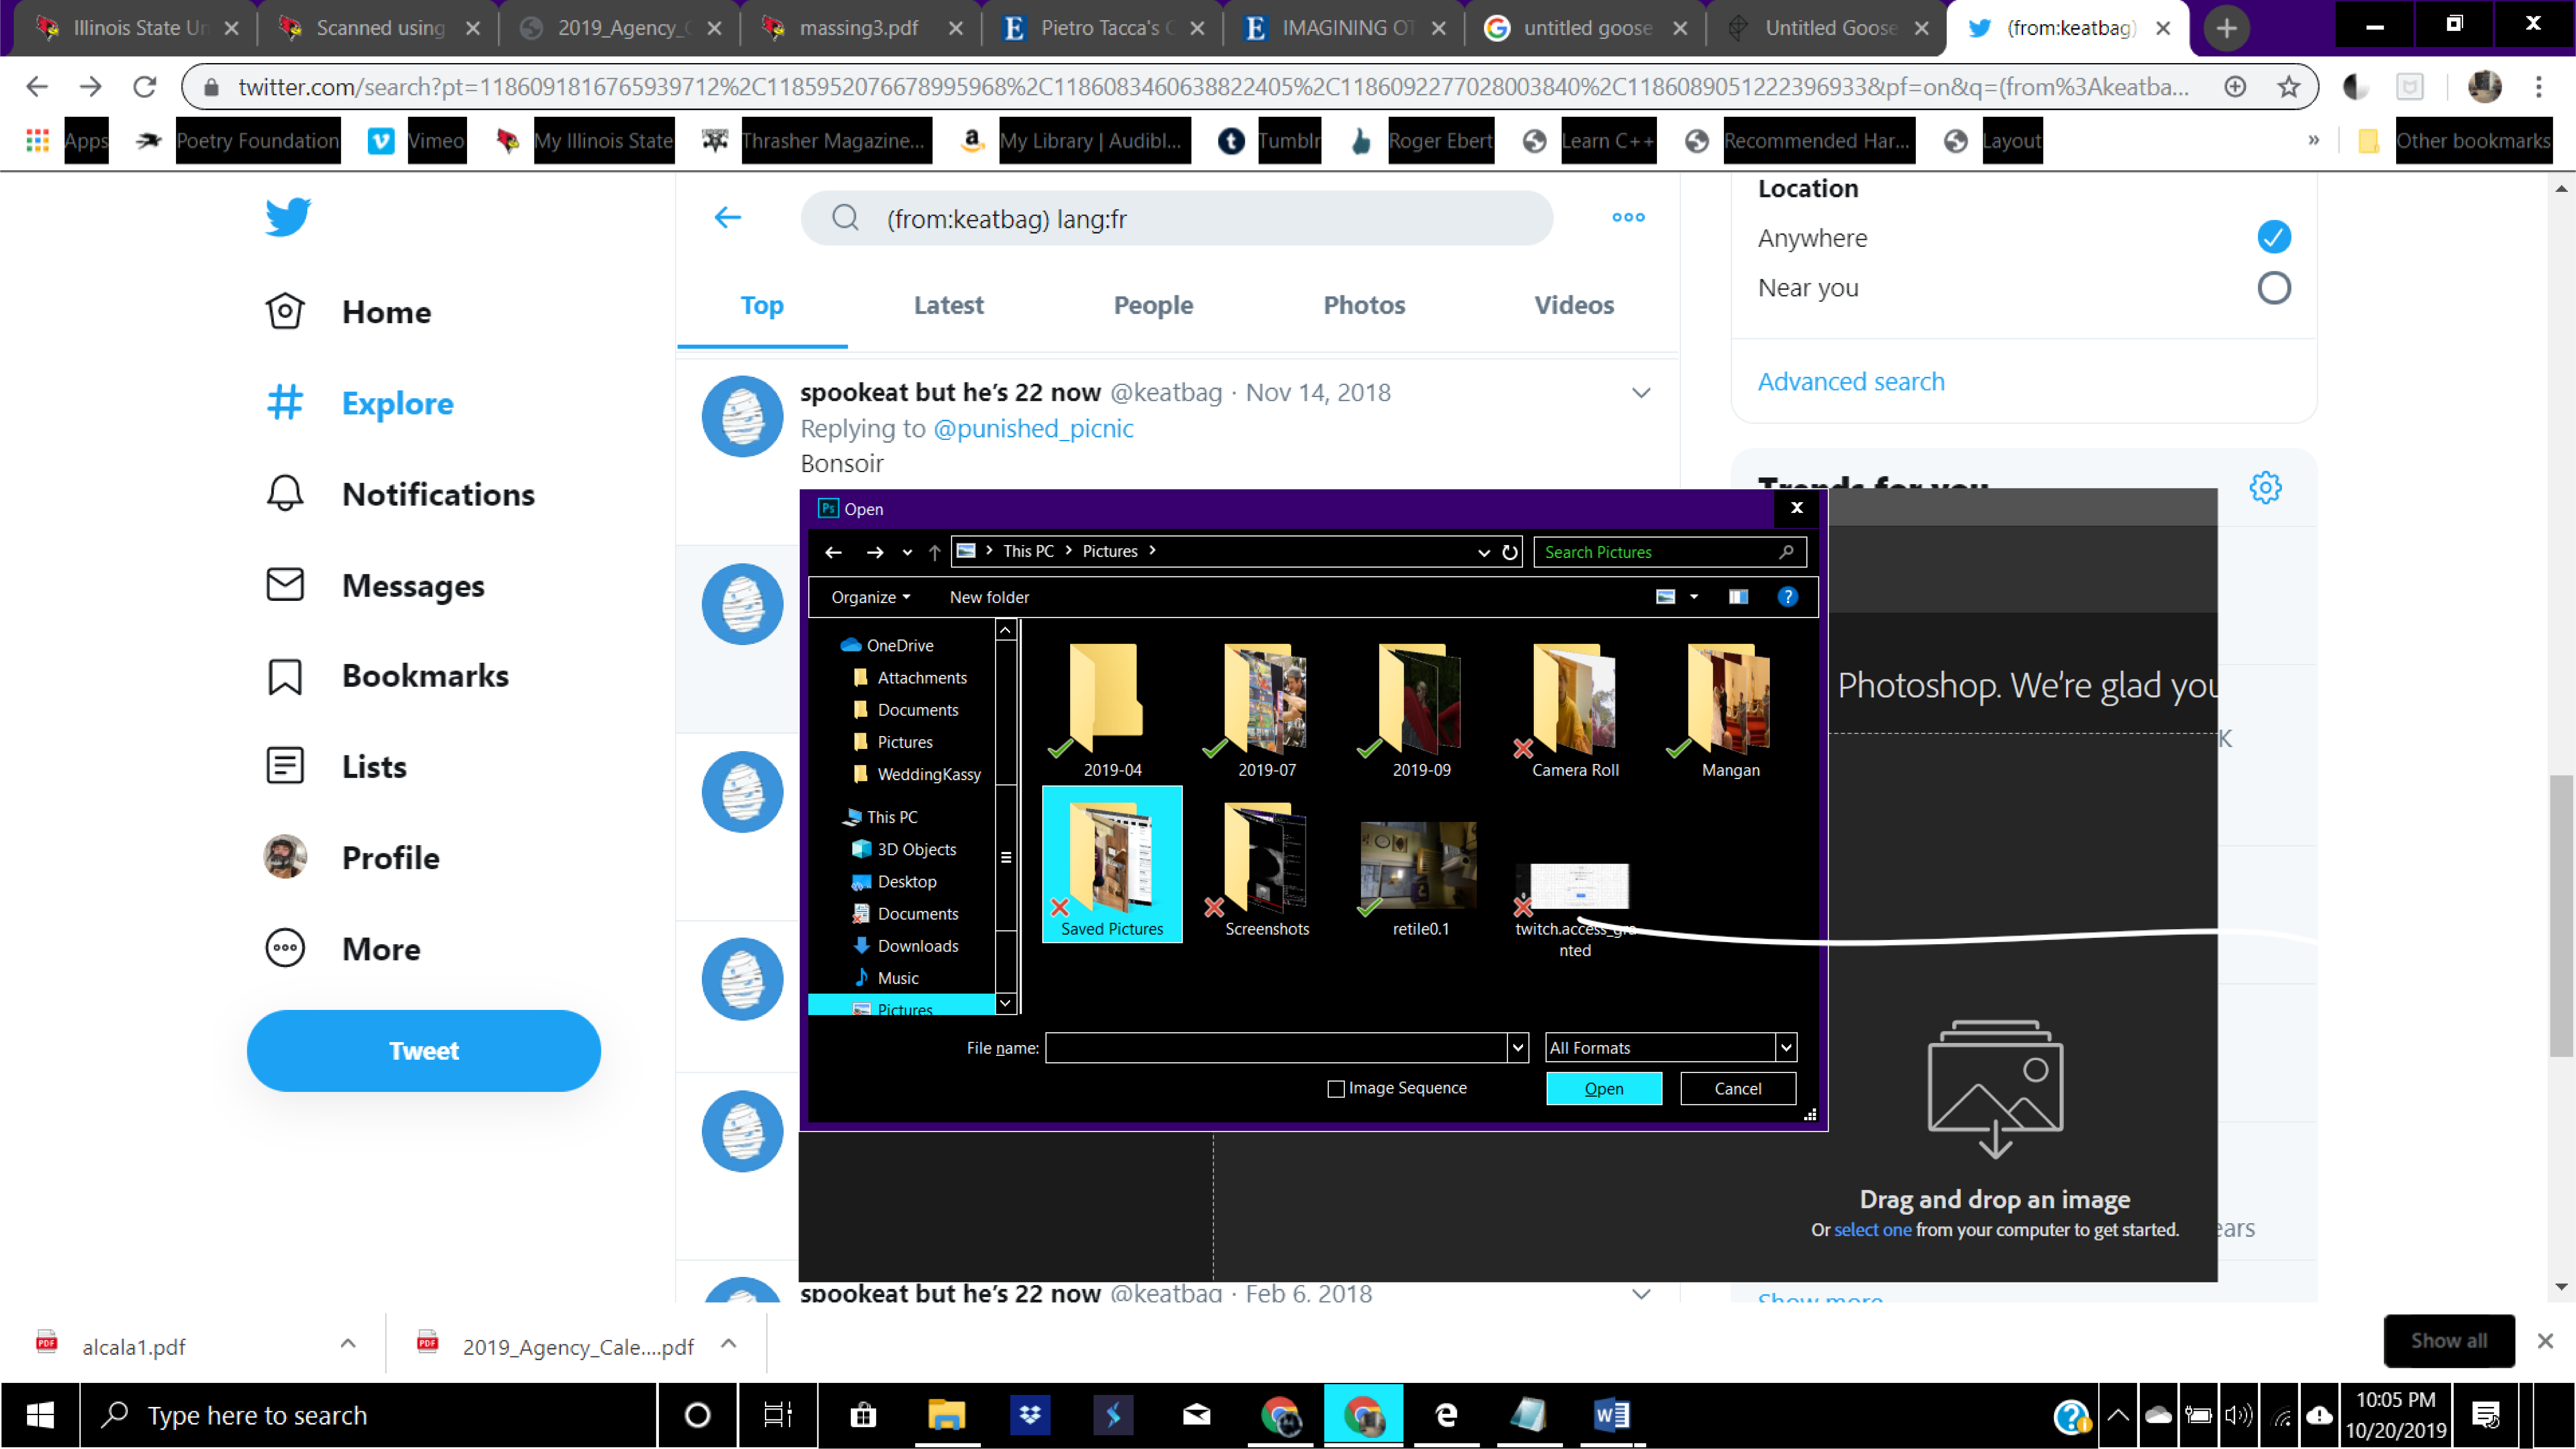 Illinois State Un
Scanned using
2019_Agency_C
massing3.pdf
Pietro Tacca's C
IMAGINING OT
untitled goose
Untitled Goose
(from:keatbag)
twitter.com/search?pt=1186091816765939712%2C1185952076678995968%2C1186083460638822405%2C1186092277028003840%2C1186089051222396933&pf=on&q=(from%3Akeatba...
Apps
Poetry Foundation
Vimeo
My Illinois State
Thrasher Magazine...
My Library | Audibl...
Tumblr
Roger Ebert
Learn C++
Recommended Har...
Layout
»
Other bookmarks
Home
Explore
Notifications
Messages
Bookmarks
Lists
Profile
More
Tweet
(from:keatbag) lang:fr
Top
Latest
People
Photos
Videos
spookeat but he's 22 now @keatbag · Nov 14, 2018
Replying to @punished_picnic
Bonsoir
Location
Anywhere
Near you
Advanced search
Trends for you
Ps Open
This PC > Pictures >
Search Pictures
Organize
New folder
OneDrive
Attachments
Documents
Pictures
WeddingKassy
This PC
3D Objects
Desktop
Documents
Downloads
Music
Pictures
2019-04
2019-07
2019-09
Camera Roll
Mangan
Saved Pictures
Screenshots
retile0.1
twitch.access_gra
nted
File name:
All Formats
Image Sequence
Open
Cancel
Photoshop. We're glad you
K
Drag and drop an image
Or select one from your computer to get started.
ears
spookeat but he's 22 now @keatbag · Feb 6, 2018
Show more
alcala1.pdf
2019_Agency_Cale....pdf
Show all
Type here to search
10:05 PM
10/20/2019